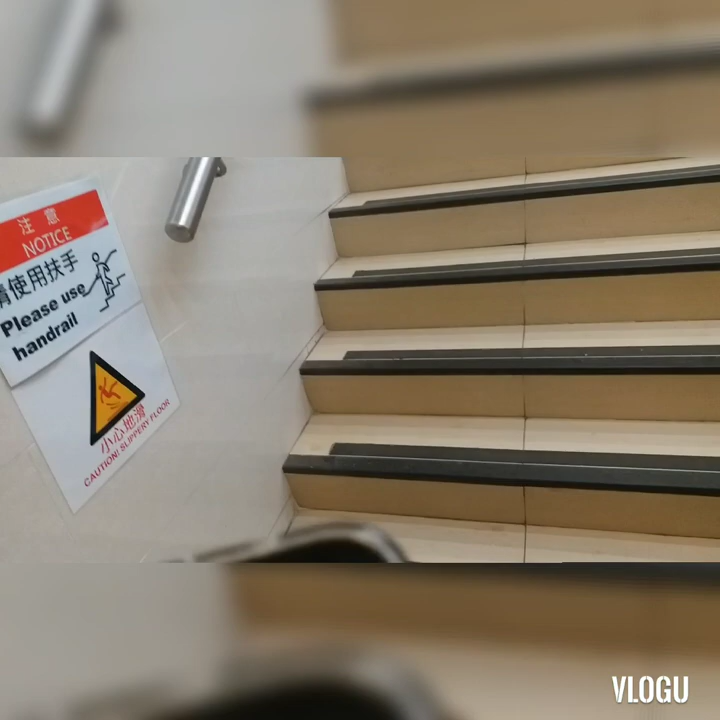 注意
NOTICE
請使用扶手
Please use
handrail
小心地滑
CAUTION! SLIPPERY FLOOR
VLOGU